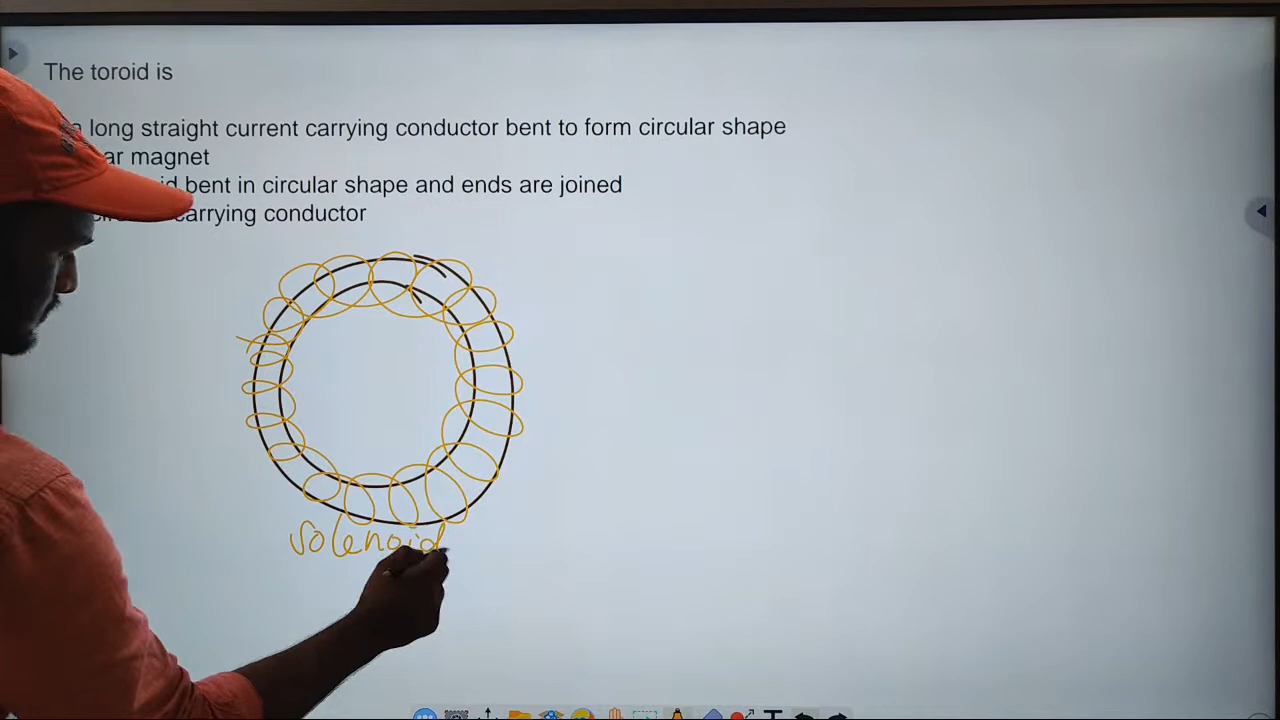 The toroid is
long straight current carrying conductor bent to form circular shape
magnet
bent in circular shape and ends are joined
carrying conductor
solenoid